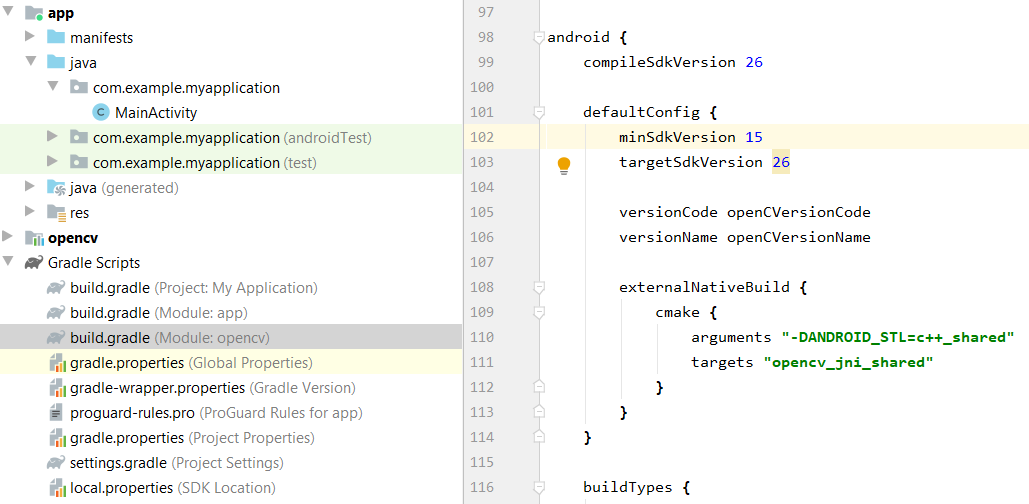 app
manifests
java
com.example.myapplication
C MainActivity
com.example.myapplication (androidTest)
com.example.myapplication (test)
java (generated)
res
opencv
Gradle Scripts
build.gradle (Project: My Application)
build.gradle (Module: app)
build.gradle (Module: opencv)
gradle.properties (Global Properties)
gradle-wrapper.properties (Gradle Version)
proguard-rules.pro (ProGuard Rules for app)
gradle.properties (Project Properties)
settings.gradle (Project Settings)
local.properties (SDK Location)
97
98 android {
99 compileSdkVersion 26
100
101 defaultConfig {
102 minSdkVersion 15
103 targetSdkVersion 26
104
105 versionCode openCVersionCode
106 versionName openCVersionName
107
108 externalNativeBuild {
109 cmake {
110 arguments "-DANDROID_STL=c++_shared"
111 targets "opencv_jni_shared"
112 }
113 }
114 }
115
116 buildTypes {